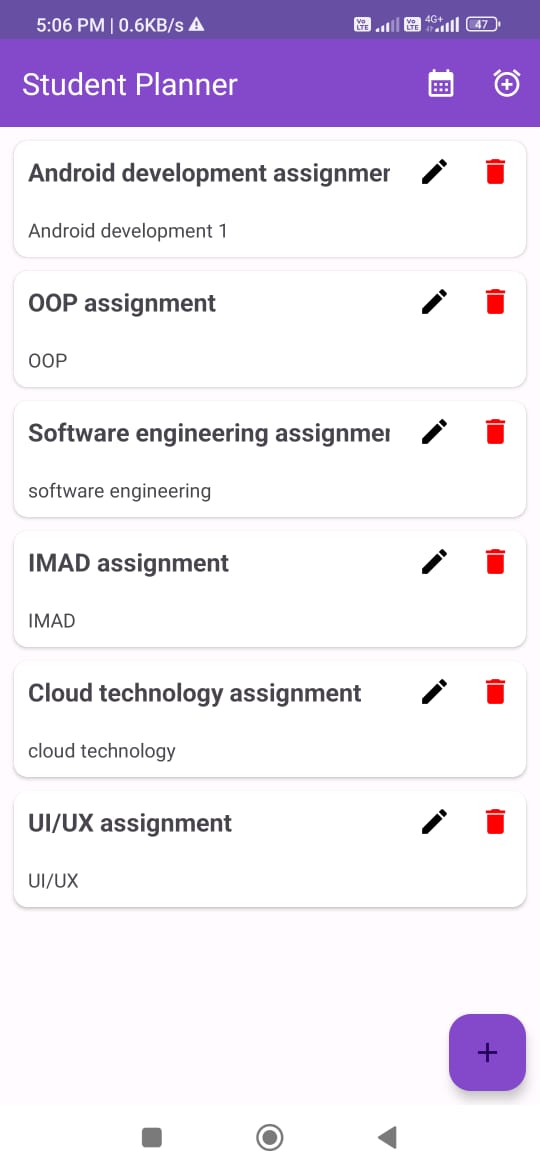 5:06 PM | 0.6KB/s
Vo LTE
Vo LTE
4G+
47
Student Planner
Android development assignmer
Android development 1
OOP assignment
OOP
Software engineering assignmer
software engineering
IMAD assignment
IMAD
Cloud technology assignment
cloud technology
UI/UX assignment
UI/UX